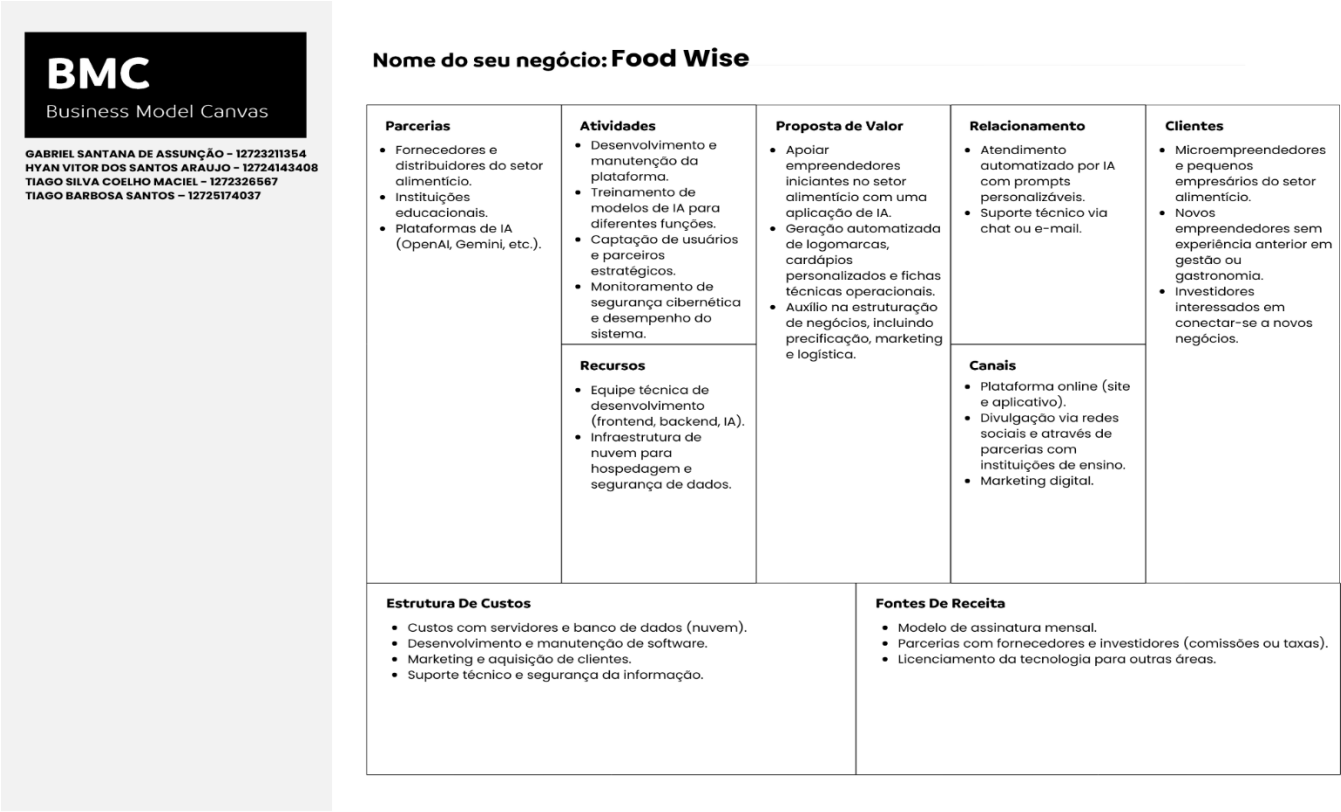 BMC
Business Model Canvas
GABRIEL SANTANA DE ASSUNÇÃO - 12723211354
HYAN VITOR DOS SANTOS ARAUJO - 12724143408
TIAGO SILVA COELHO MACIEL - 1272326567
TIAGO BARBOSA SANTOS – 12725174037
Nome do seu negócio: Food Wise
Parcerias
• Fornecedores e
distribuidores do setor
alimentício.
• Instituições
educacionais.
• Plataformas de IA
(OpenAI, Gemini, etc.).
Atividades
• Desenvolvimento e
manutenção da
plataforma.
• Treinamento de
modelos de IA para
diferentes funções.
• Captação de usuários
e parceiros
estratégicos.
• Monitoramento de
segurança cibernética
e desempenho do
sistema.
Recursos
• Equipe técnica de
desenvolvimento
(frontend, backend, IA).
• Infraestrutura de
nuvem para
hospedagem e
segurança de dados.
Proposta de Valor
• Apoiar
empreendedores
iniciantes no setor
alimentício com uma
aplicação de IA.
• Geração automatizada
de logomarcas,
cardápios
personalizados e fichas
técnicas operacionais.
• Auxílio na estruturação
de negócios, incluindo
precificação, marketing
e logística.
Relacionamento
• Atendimento
automatizado por IA
com prompts
personalizáveis.
• Suporte técnico via
chat ou e-mail.
Canais
• Plataforma online (site
e aplicativo).
• Divulgação via redes
sociais e através de
parcerias com
instituições de ensino.
• Marketing digital.
Clientes
• Microempreendedores
e pequenos
empresários do setor
alimentício.
• Novos
empreendedores sem
experiência anterior em
gestão ou
gastronomia.
• Investidores
interessados em
conectar-se a novos
negócios.
Estrutura De Custos
• Custos com servidores e banco de dados (nuvem).
• Desenvolvimento e manutenção de software.
• Marketing e aquisição de clientes.
• Suporte técnico e segurança da informação.
Fontes De Receita
• Modelo de assinatura mensal.
• Parcerias com fornecedores e investidores (comissões ou taxas).
• Licenciamento da tecnologia para outras áreas.